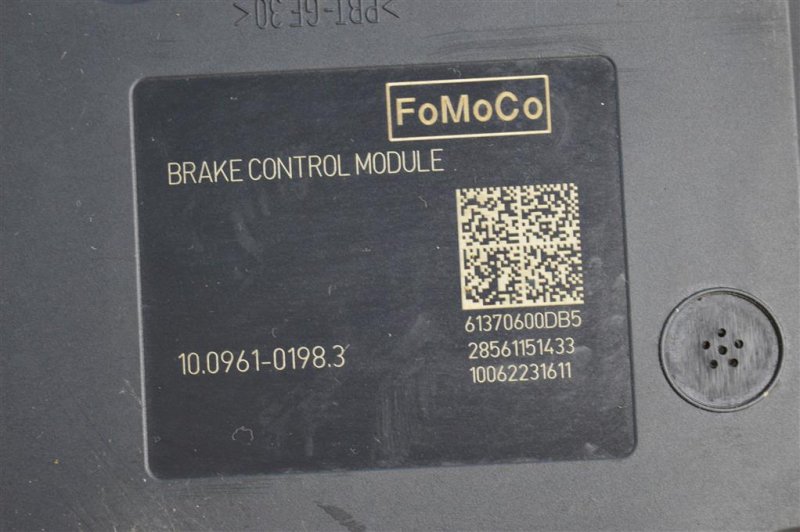 >PBT-GF30<
FoMoCo
BRAKE CONTROL MODULE
61370600DB5
10.0961-0198.3
28561151433
10062231611